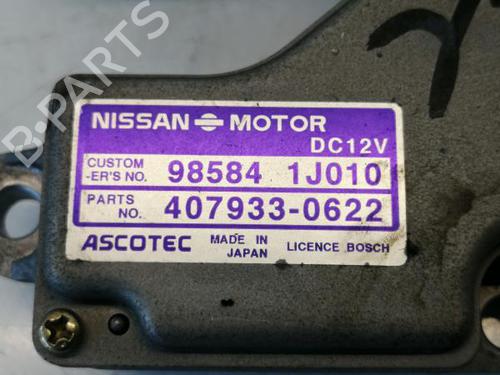 NISSAN MOTOR
DC12V
CUSTOM
-ER'S NO. 98584 1J010
PARTS
NO. 407933-0622
ASCOTEC MADE IN
JAPAN LICENCE BOSCH
B-PARTS